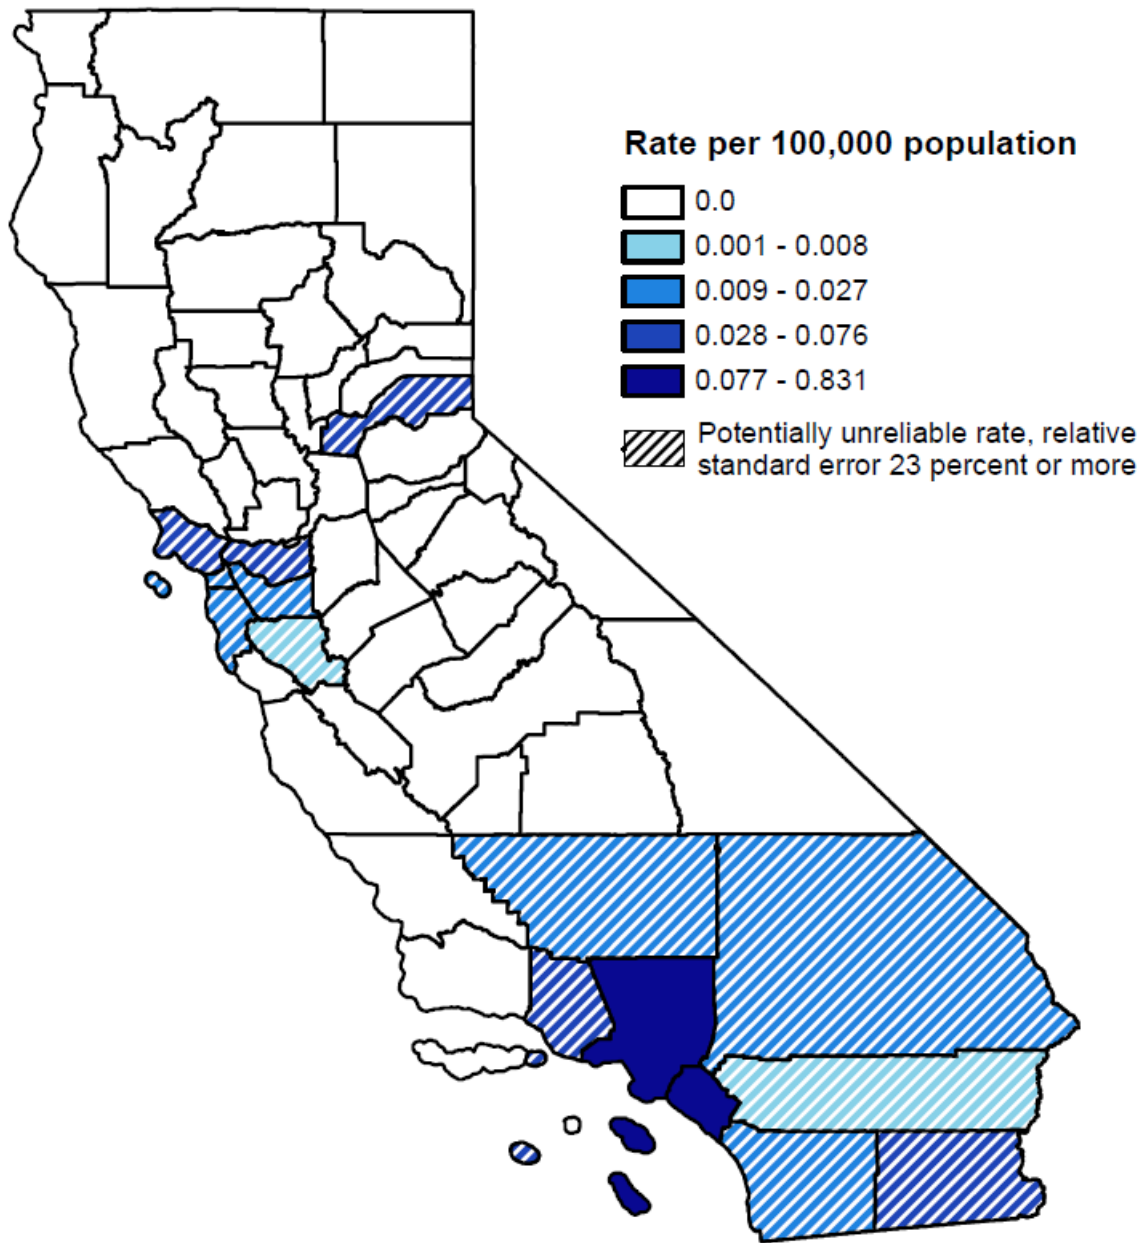 Rate per 100,000 population
0.0
0.001 - 0.008
0.009 - 0.027
0.028 - 0.076
0.077 - 0.831
Potentially unreliable rate, relative
standard error 23 percent or more